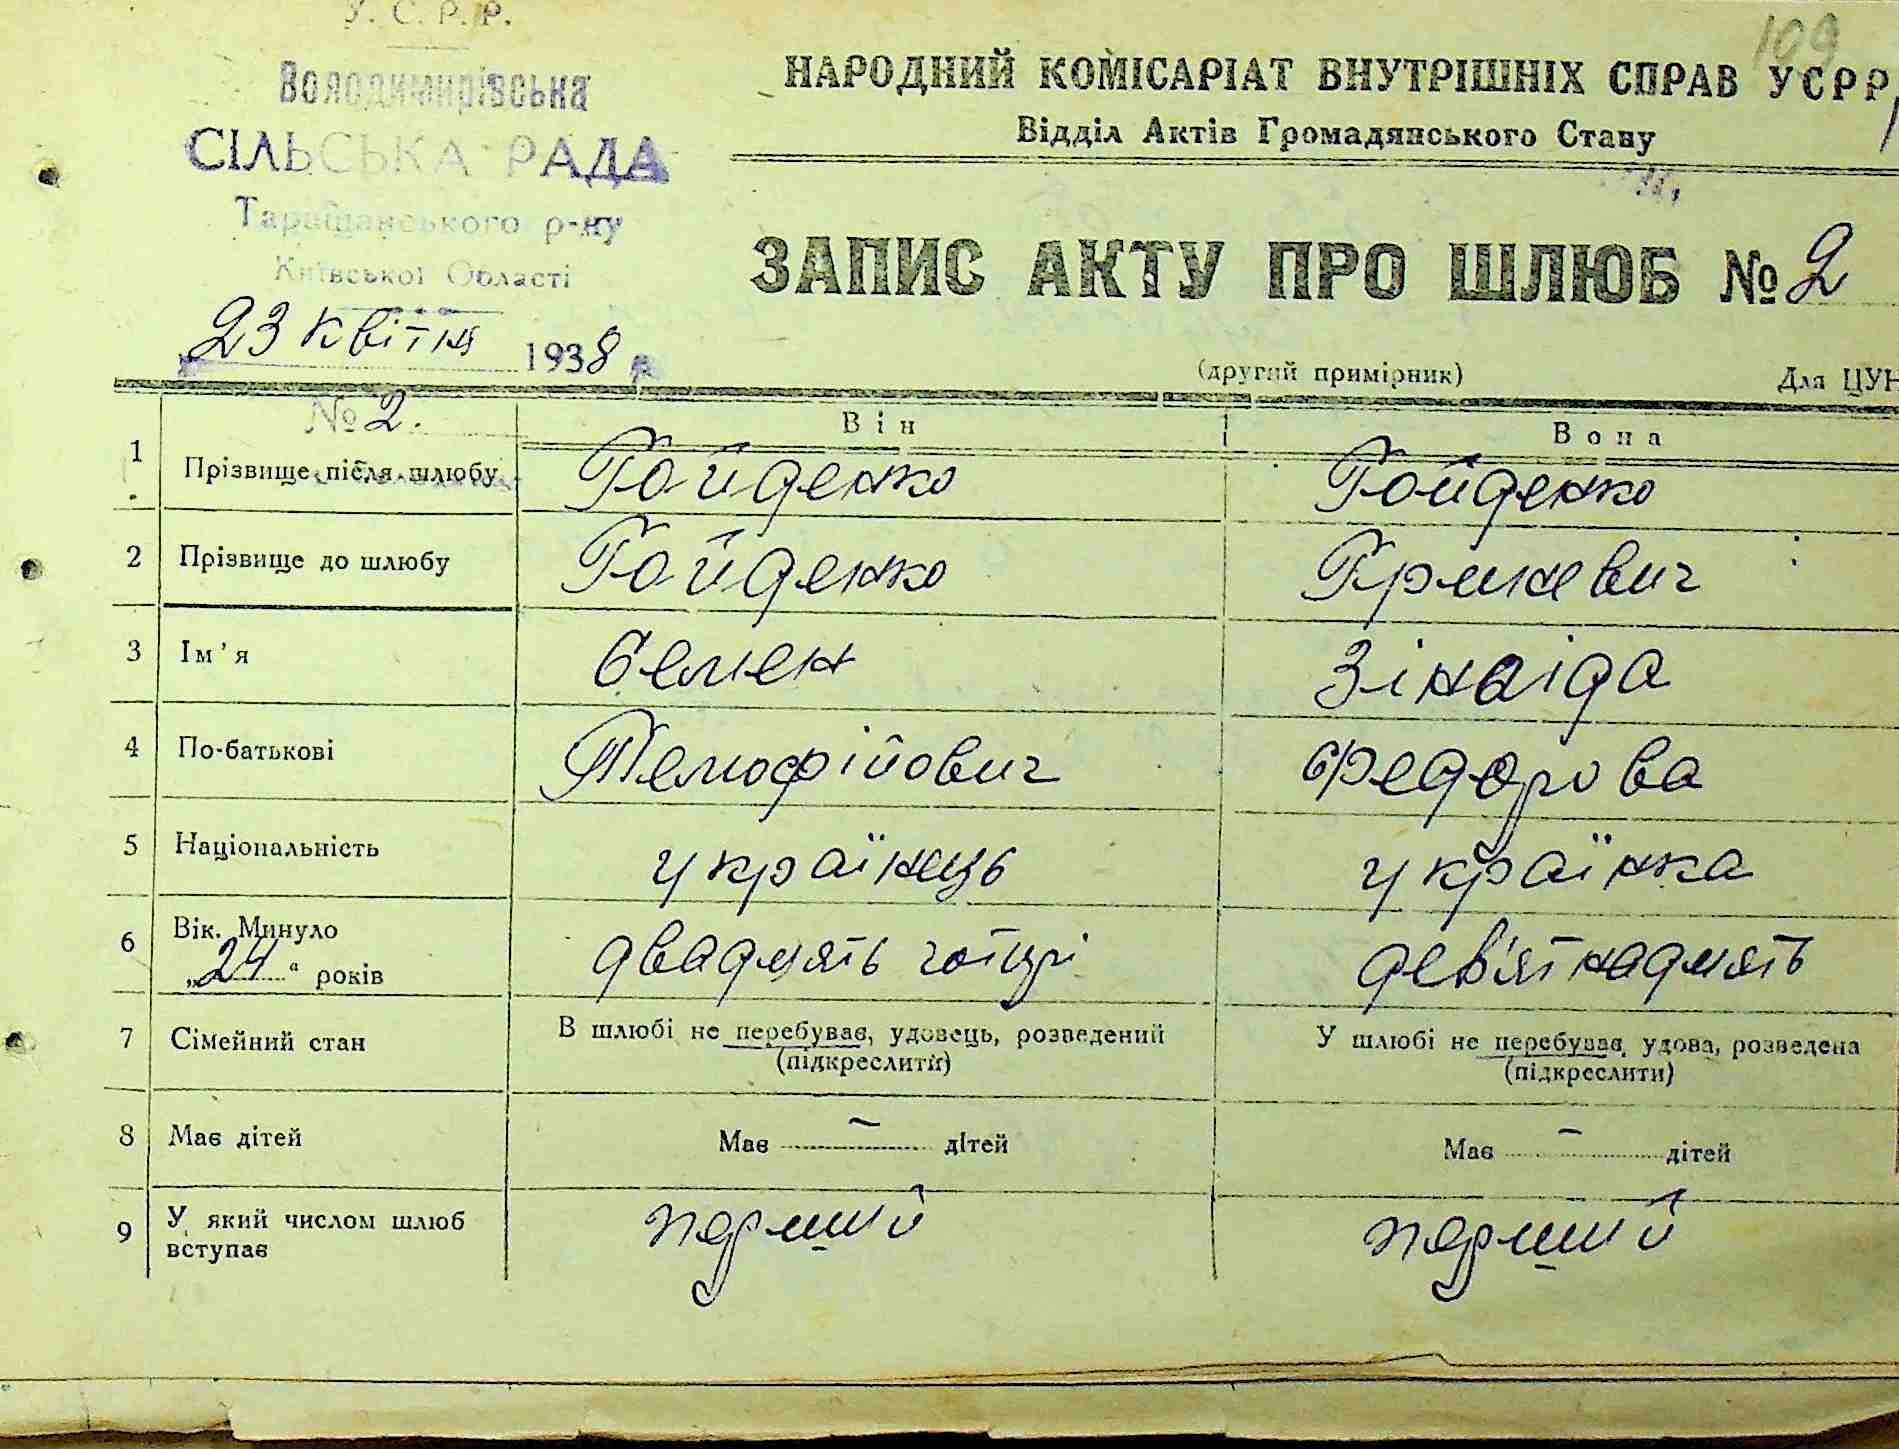 У. С. Р. Р.
109
Володимирівська
СІЛЬСЬКА РАДА
Таращанського р-ну
Київської Області
23 квітня 1938 р.
НАРОДНИЙ КОМІСАРІАТ ВНУТРІШНІХ СПРАВ УСРР
Відділ Актів Громадянського Стану
ЗАПИС АКТУ ПРО ШЛЮБ № 2
(другий примірник)
Для ЦУН
№ 2.
Він
Вона
1 Прізвище після шлюбу Гайденко Гайденко
2 Прізвище до шлюбу Гайденко
3 Ім'я Семен Зінаїда
4 По-батькові Тимофійович Федорова
5 Національність українець українка
6 Вік. Минуло
„24“ років двадцять чотирі дев'ятнадцять
7 Сімейний стан В шлюбі не перебував, удовець, розведений У шлюбі не перебуває, удова, розведена
(підкреслити) (підкреслити)
8 Має дітей Має – дітей Має – дітей
9 У який числом шлюб
вступає перший перший